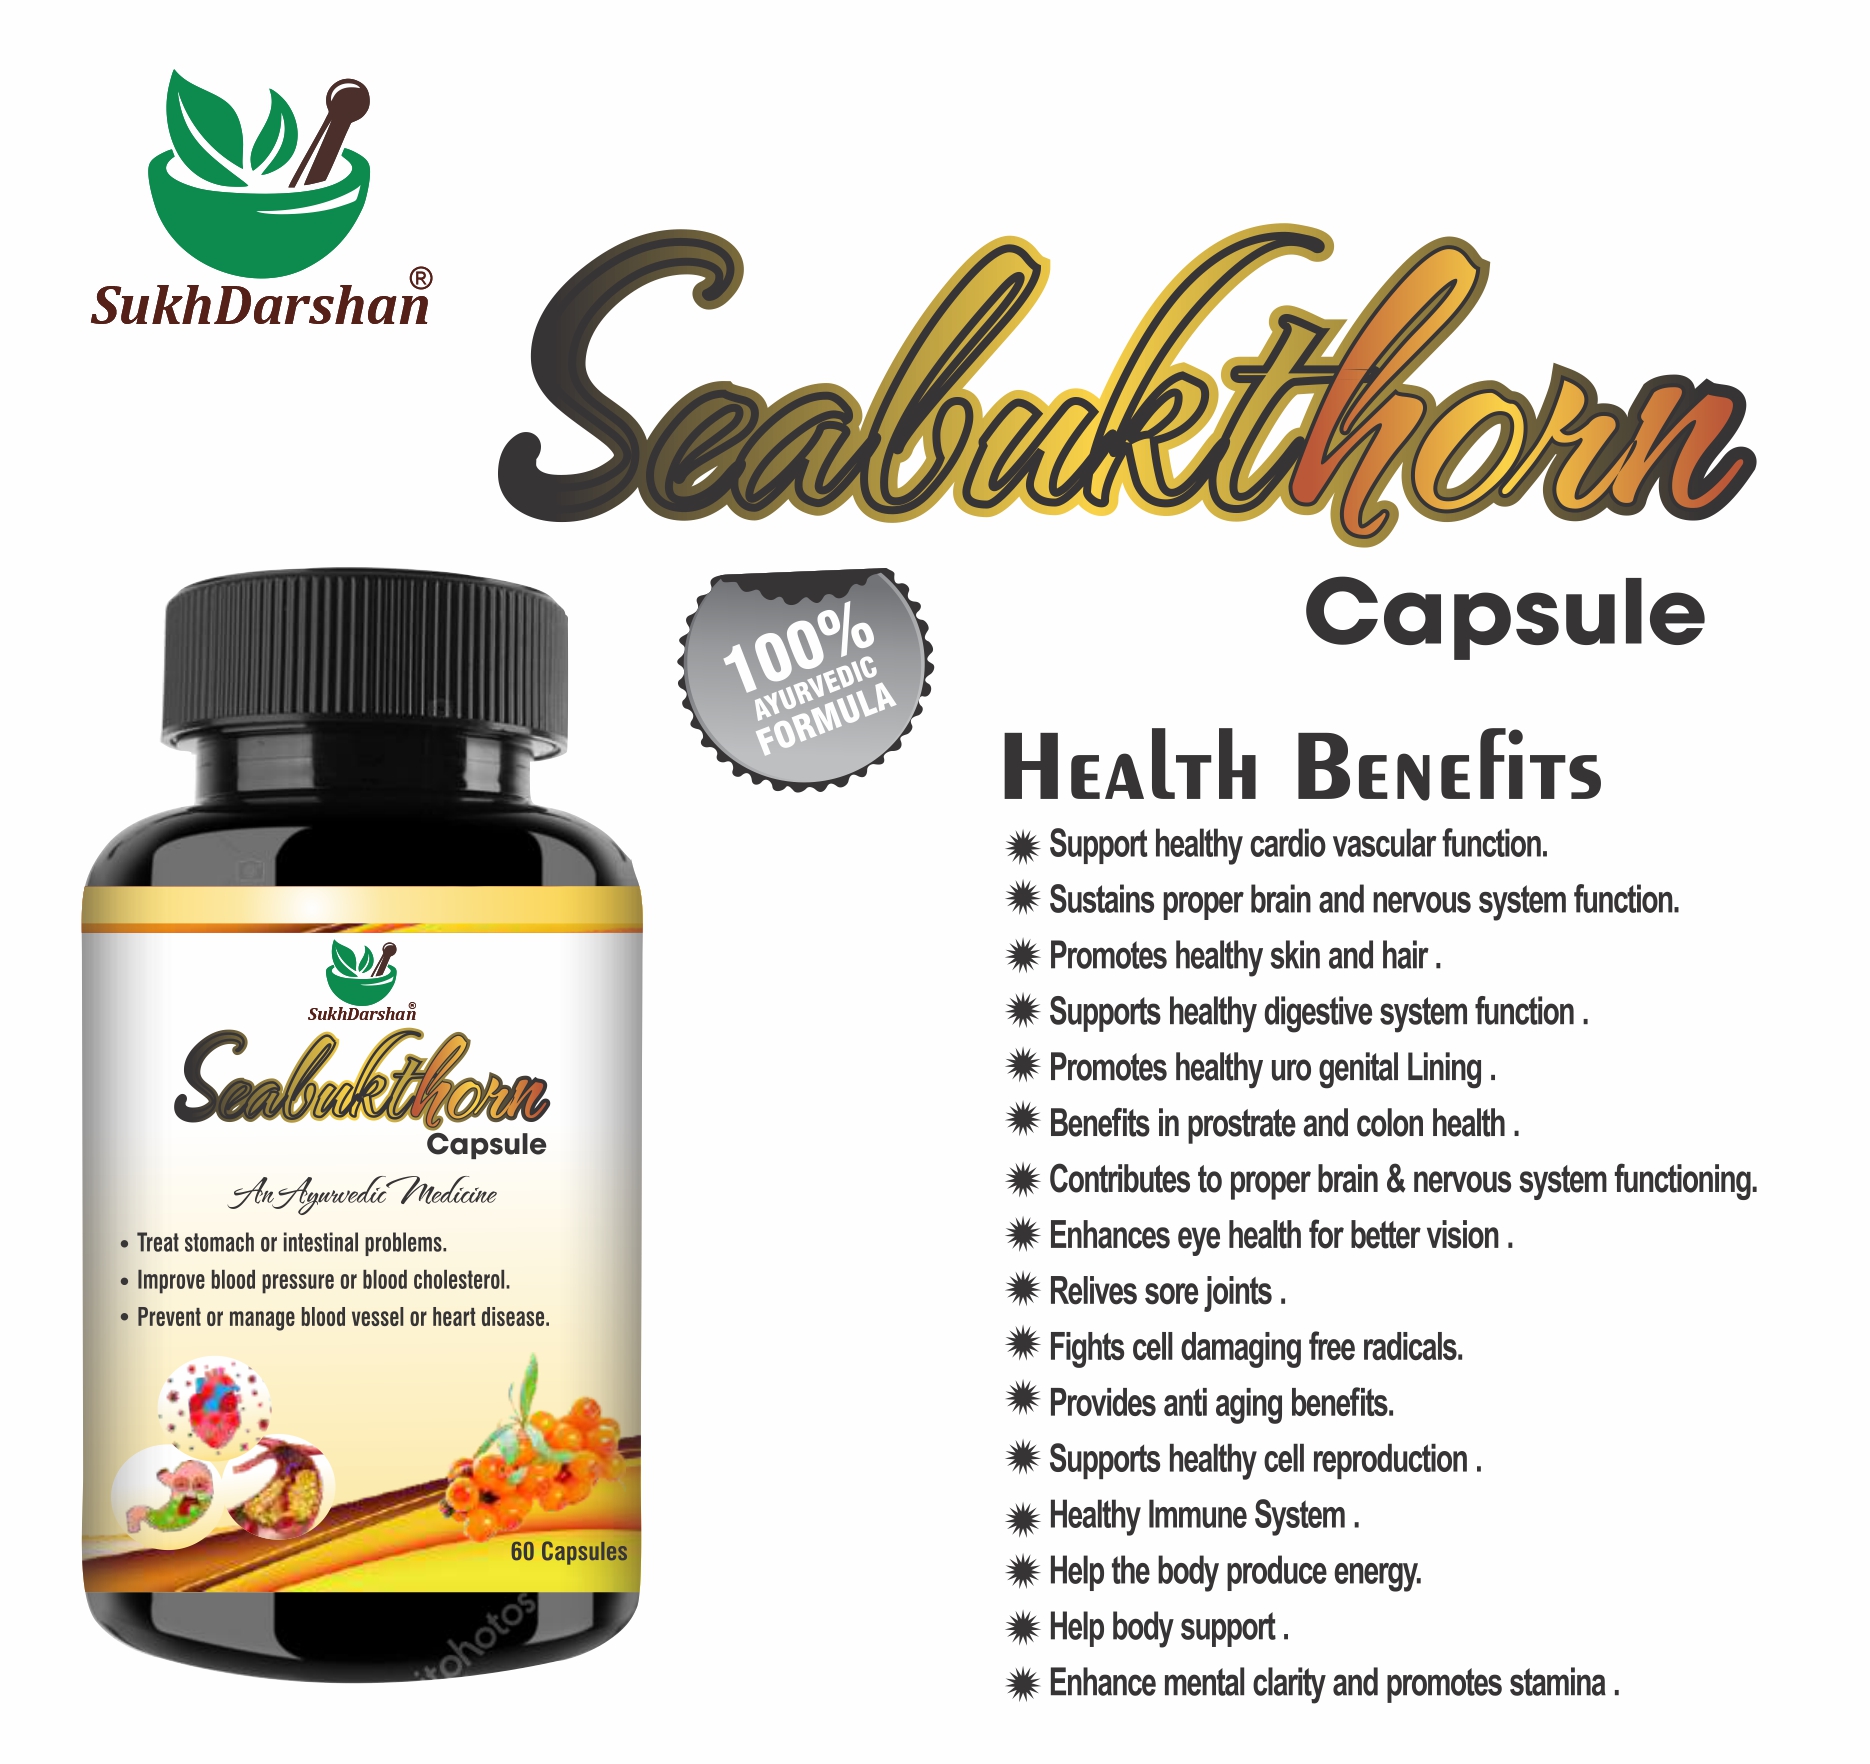 SukhDarshan®
Seabukthorn
Capsule
100%
AYURVEDIC
FORMULA
Health Benefits
Support healthy cardio vascular function.
Sustains proper brain and nervous system function.
Promotes healthy skin and hair .
Supports healthy digestive system function .
Promotes healthy uro genital Lining .
Benefits in prostrate and colon health .
Contributes to proper brain & nervous system functioning.
Enhances eye health for better vision .
Relives sore joints .
Fights cell damaging free radicals.
Provides anti aging benefits.
Supports healthy cell reproduction .
Healthy Immune System .
Help the body produce energy.
Help body support .
Enhance mental clarity and promotes stamina .
SukhDarshan®
Seabukthorn
Capsule
An Ayurvedic Medicine
• Treat stomach or intestinal problems.
• Improve blood pressure or blood cholesterol.
• Prevent or manage blood vessel or heart disease.
60 Capsules